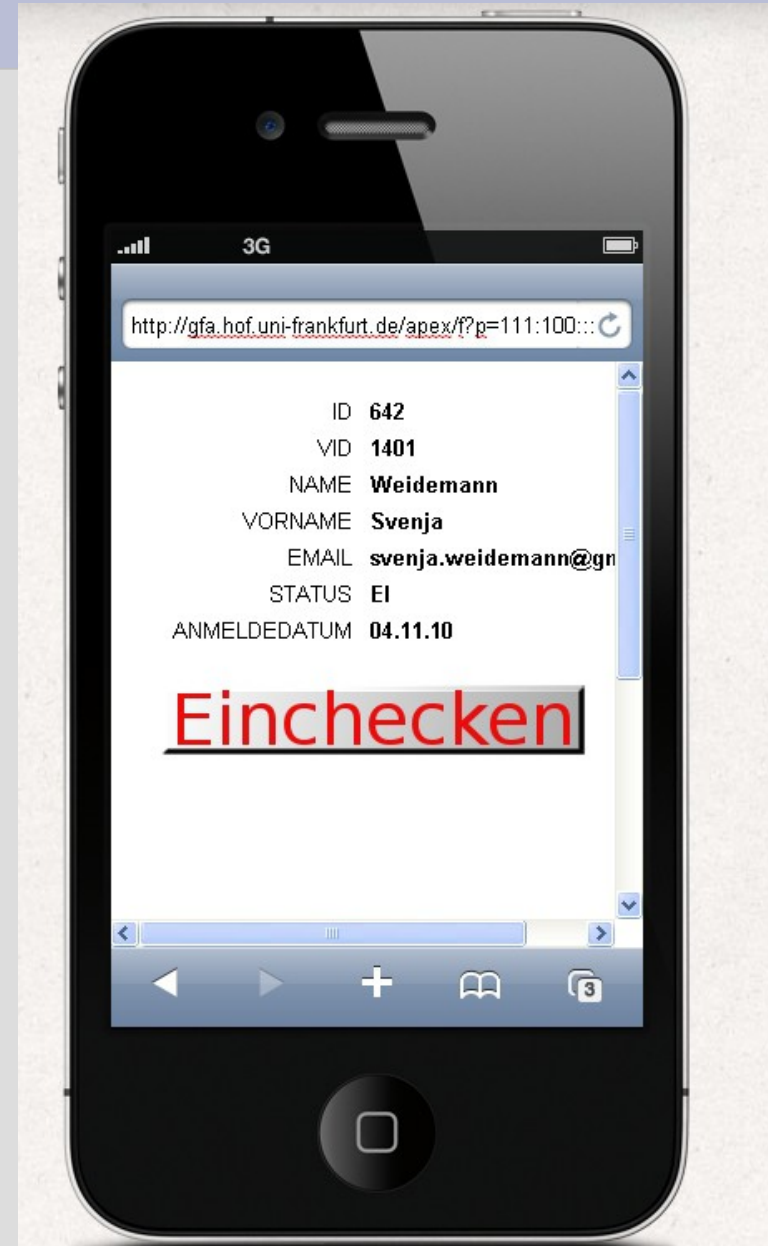 3G
http://gfa.hof.uni-frankfurt.de/apex/f?p=111:100:::
ID 642
VID 1401
NAME Weidemann
VORNAME Svenja
EMAIL svenja.weidemann@gn
STATUS EI
ANMELDEDATUM 04.11.10
Einchecken
3